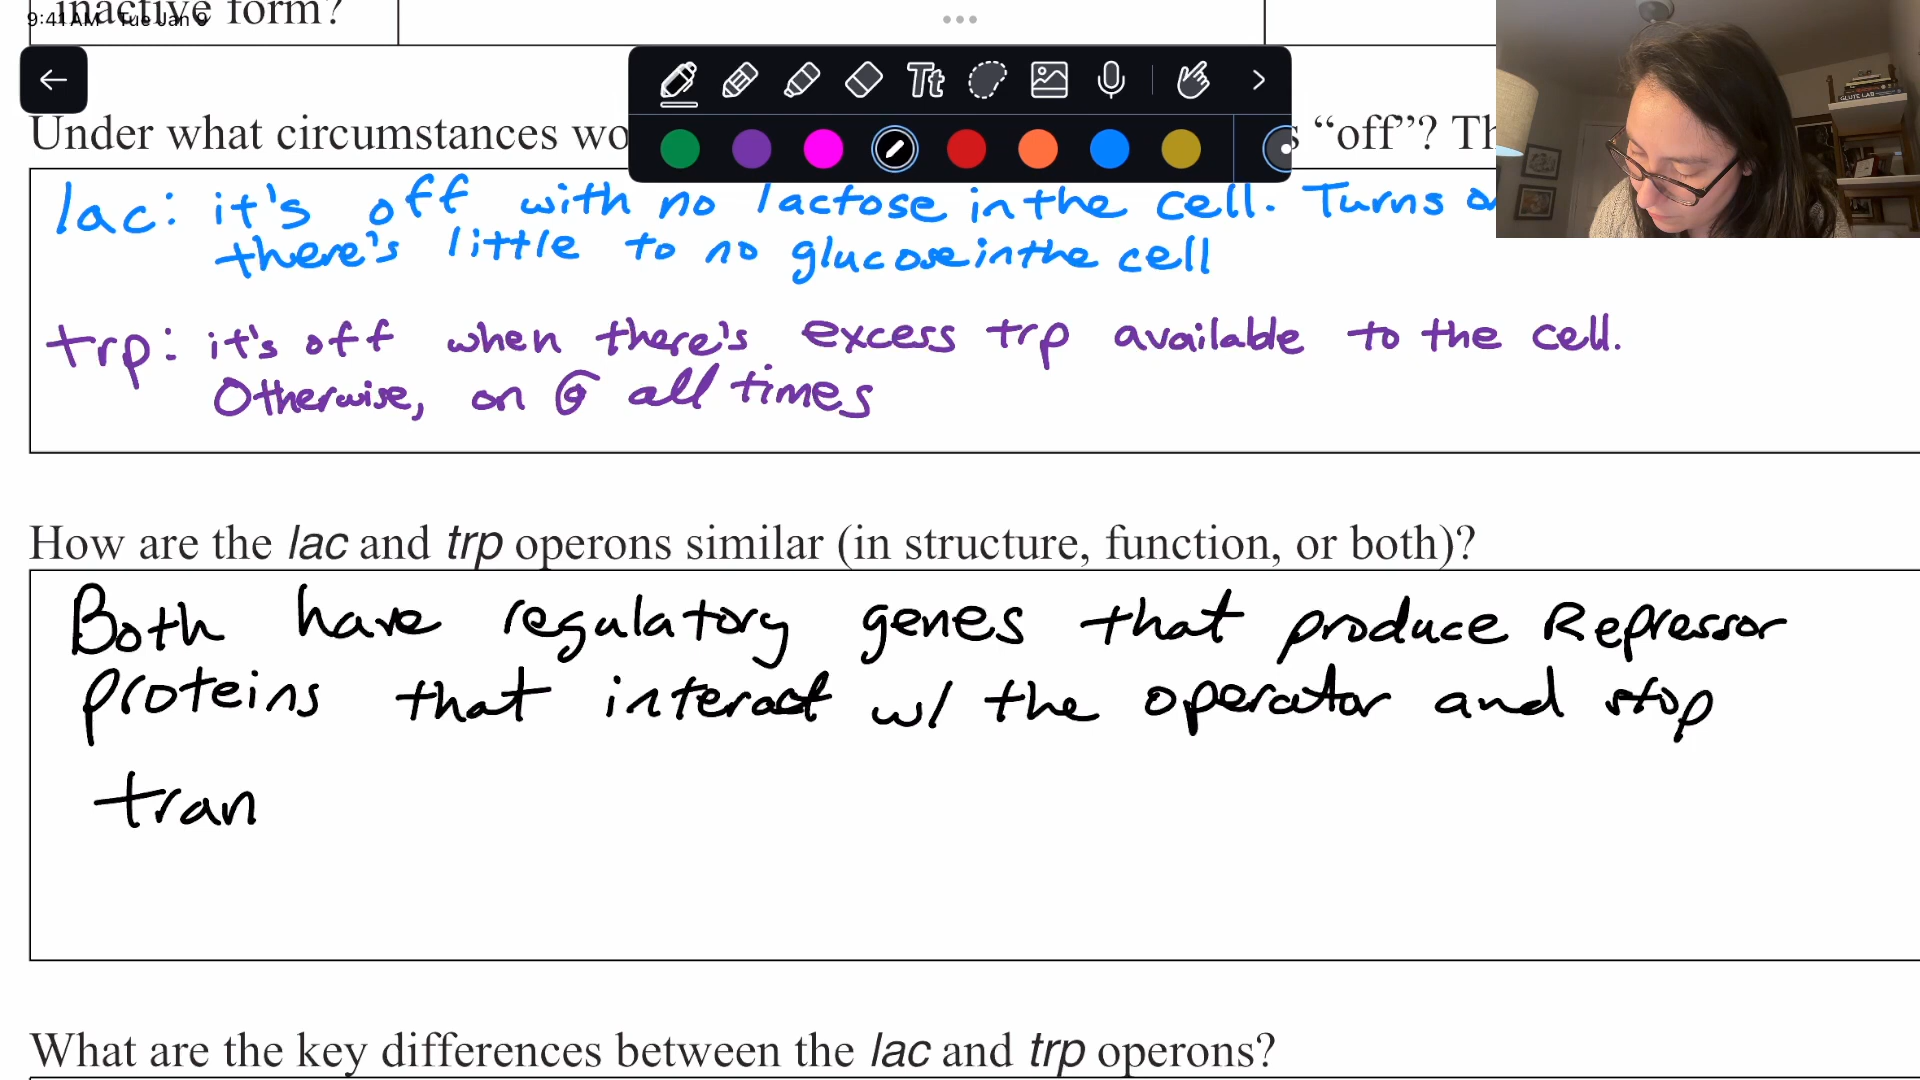 inactive form?
9:41 AM Tue Jan 9
Tt
Under what circumstances wo s “off”? Th
GLUTE LAB
lac: it's off with no lactose in the cell. Turns on
there's little to no glucose in the cell
trp: it's off when there's excess trp available to the cell.
Otherwise, on @ all times
How are the lac and trp operons similar (in structure, function, or both)?
Both have regulatory genes that produce Repressor
proteins that interact w/ the operator and stop
tran
What are the key differences between the lac and trp operons?